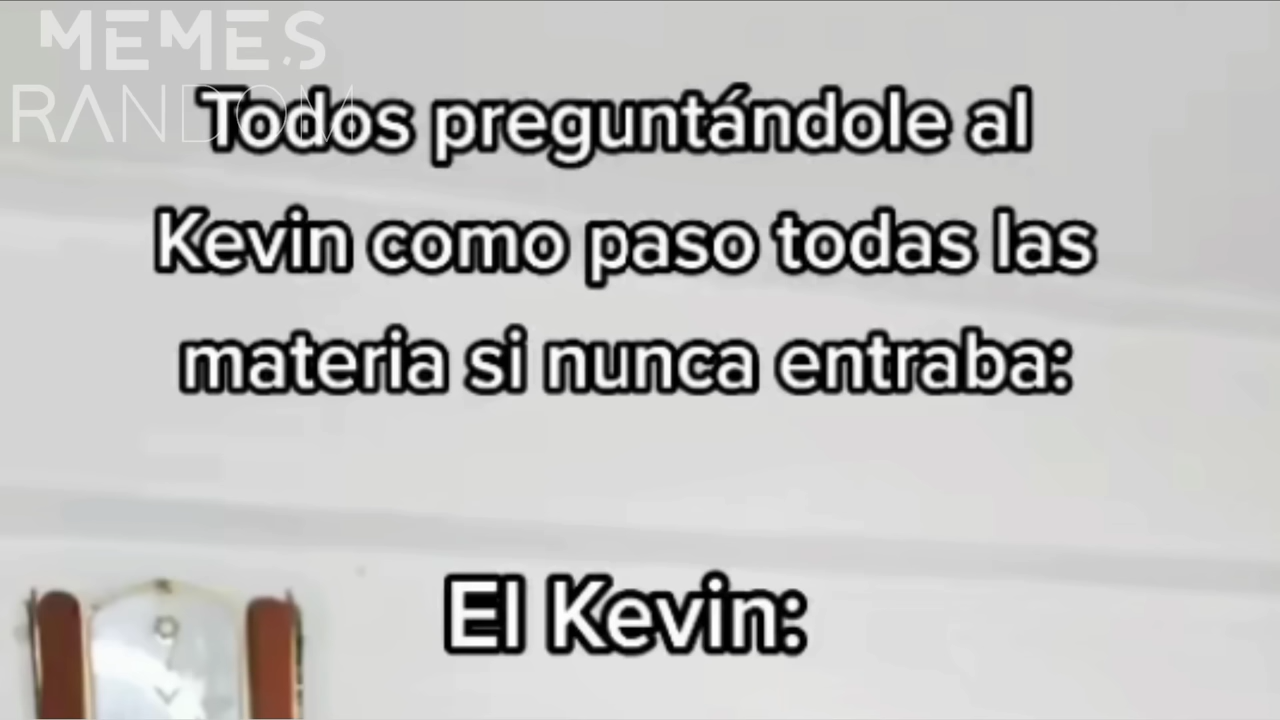 MEMES
RANDOM
Todos preguntándole al
Kevin como paso todas las
materia si nunca entraba:
El Kevin: